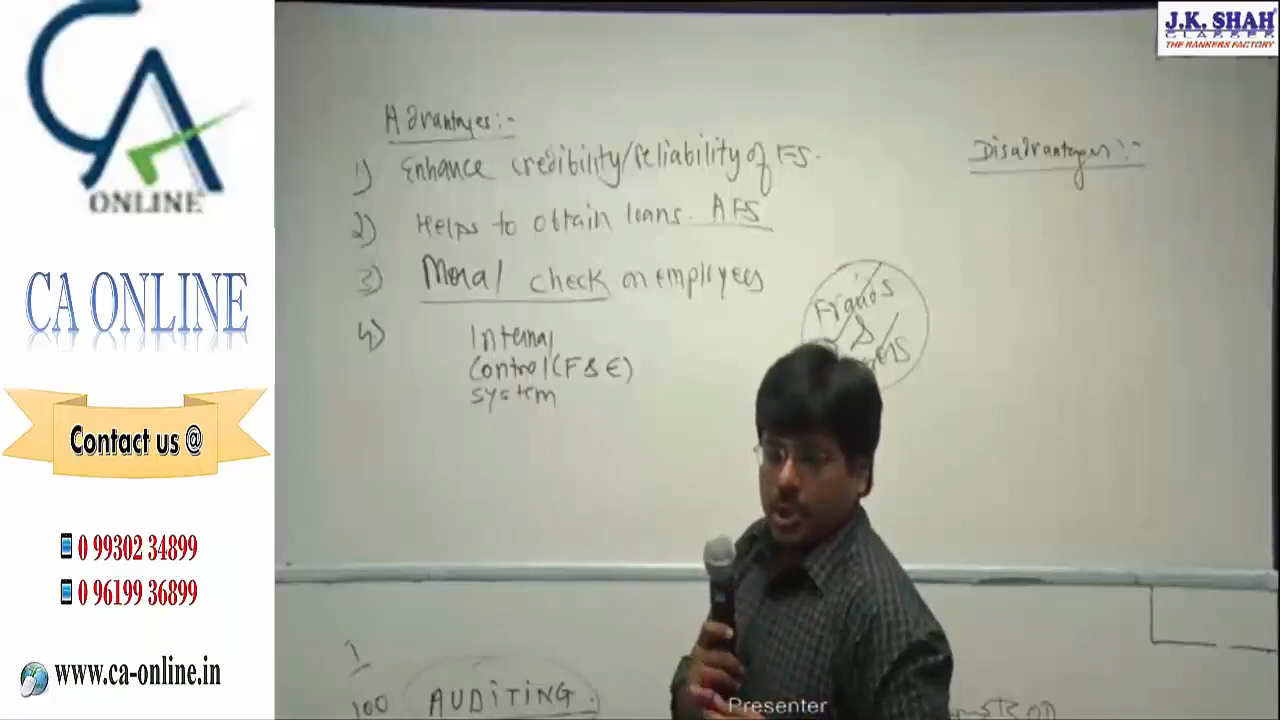 CA
ONLINE
CA ONLINE
Contact us @
0 99302 34899
0 96199 36899
www.ca-online.in
J.K. SHAH
CLASSES
THE RANKERS FACTORY
Advantages:-
1) Enhance credibility/reliability of FS.
2) Helps to obtain loans. AFS
3) Moral check on employees
4) Internal
Control (F & E)
system
Disadvantages:-
Frauds
&
1
100 AUDITING.
Presenter